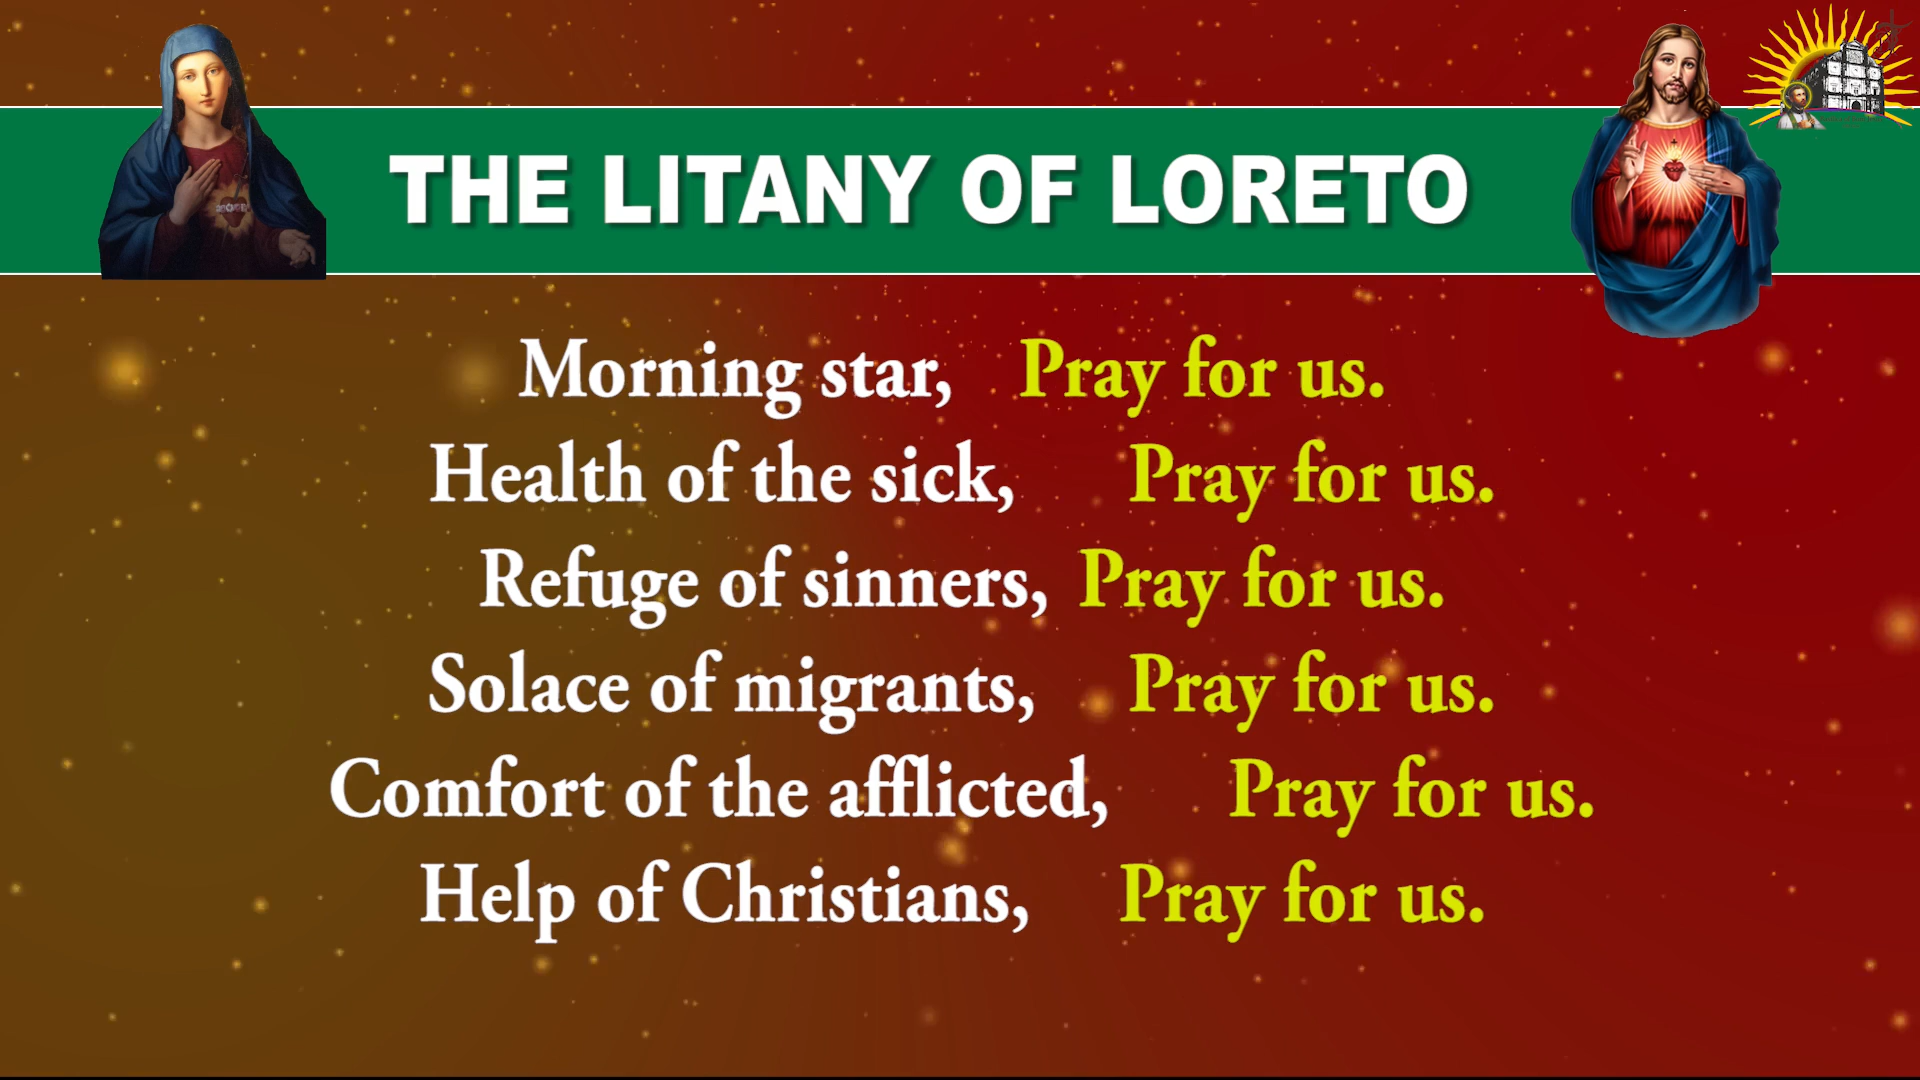 THE LITANY OF LORETO
Morning star, Pray for us.
Health of the sick, Pray for us.
Refuge of sinners, Pray for us.
Solace of migrants, Pray for us.
Comfort of the afflicted, Pray for us.
Help of Christians, Pray for us.